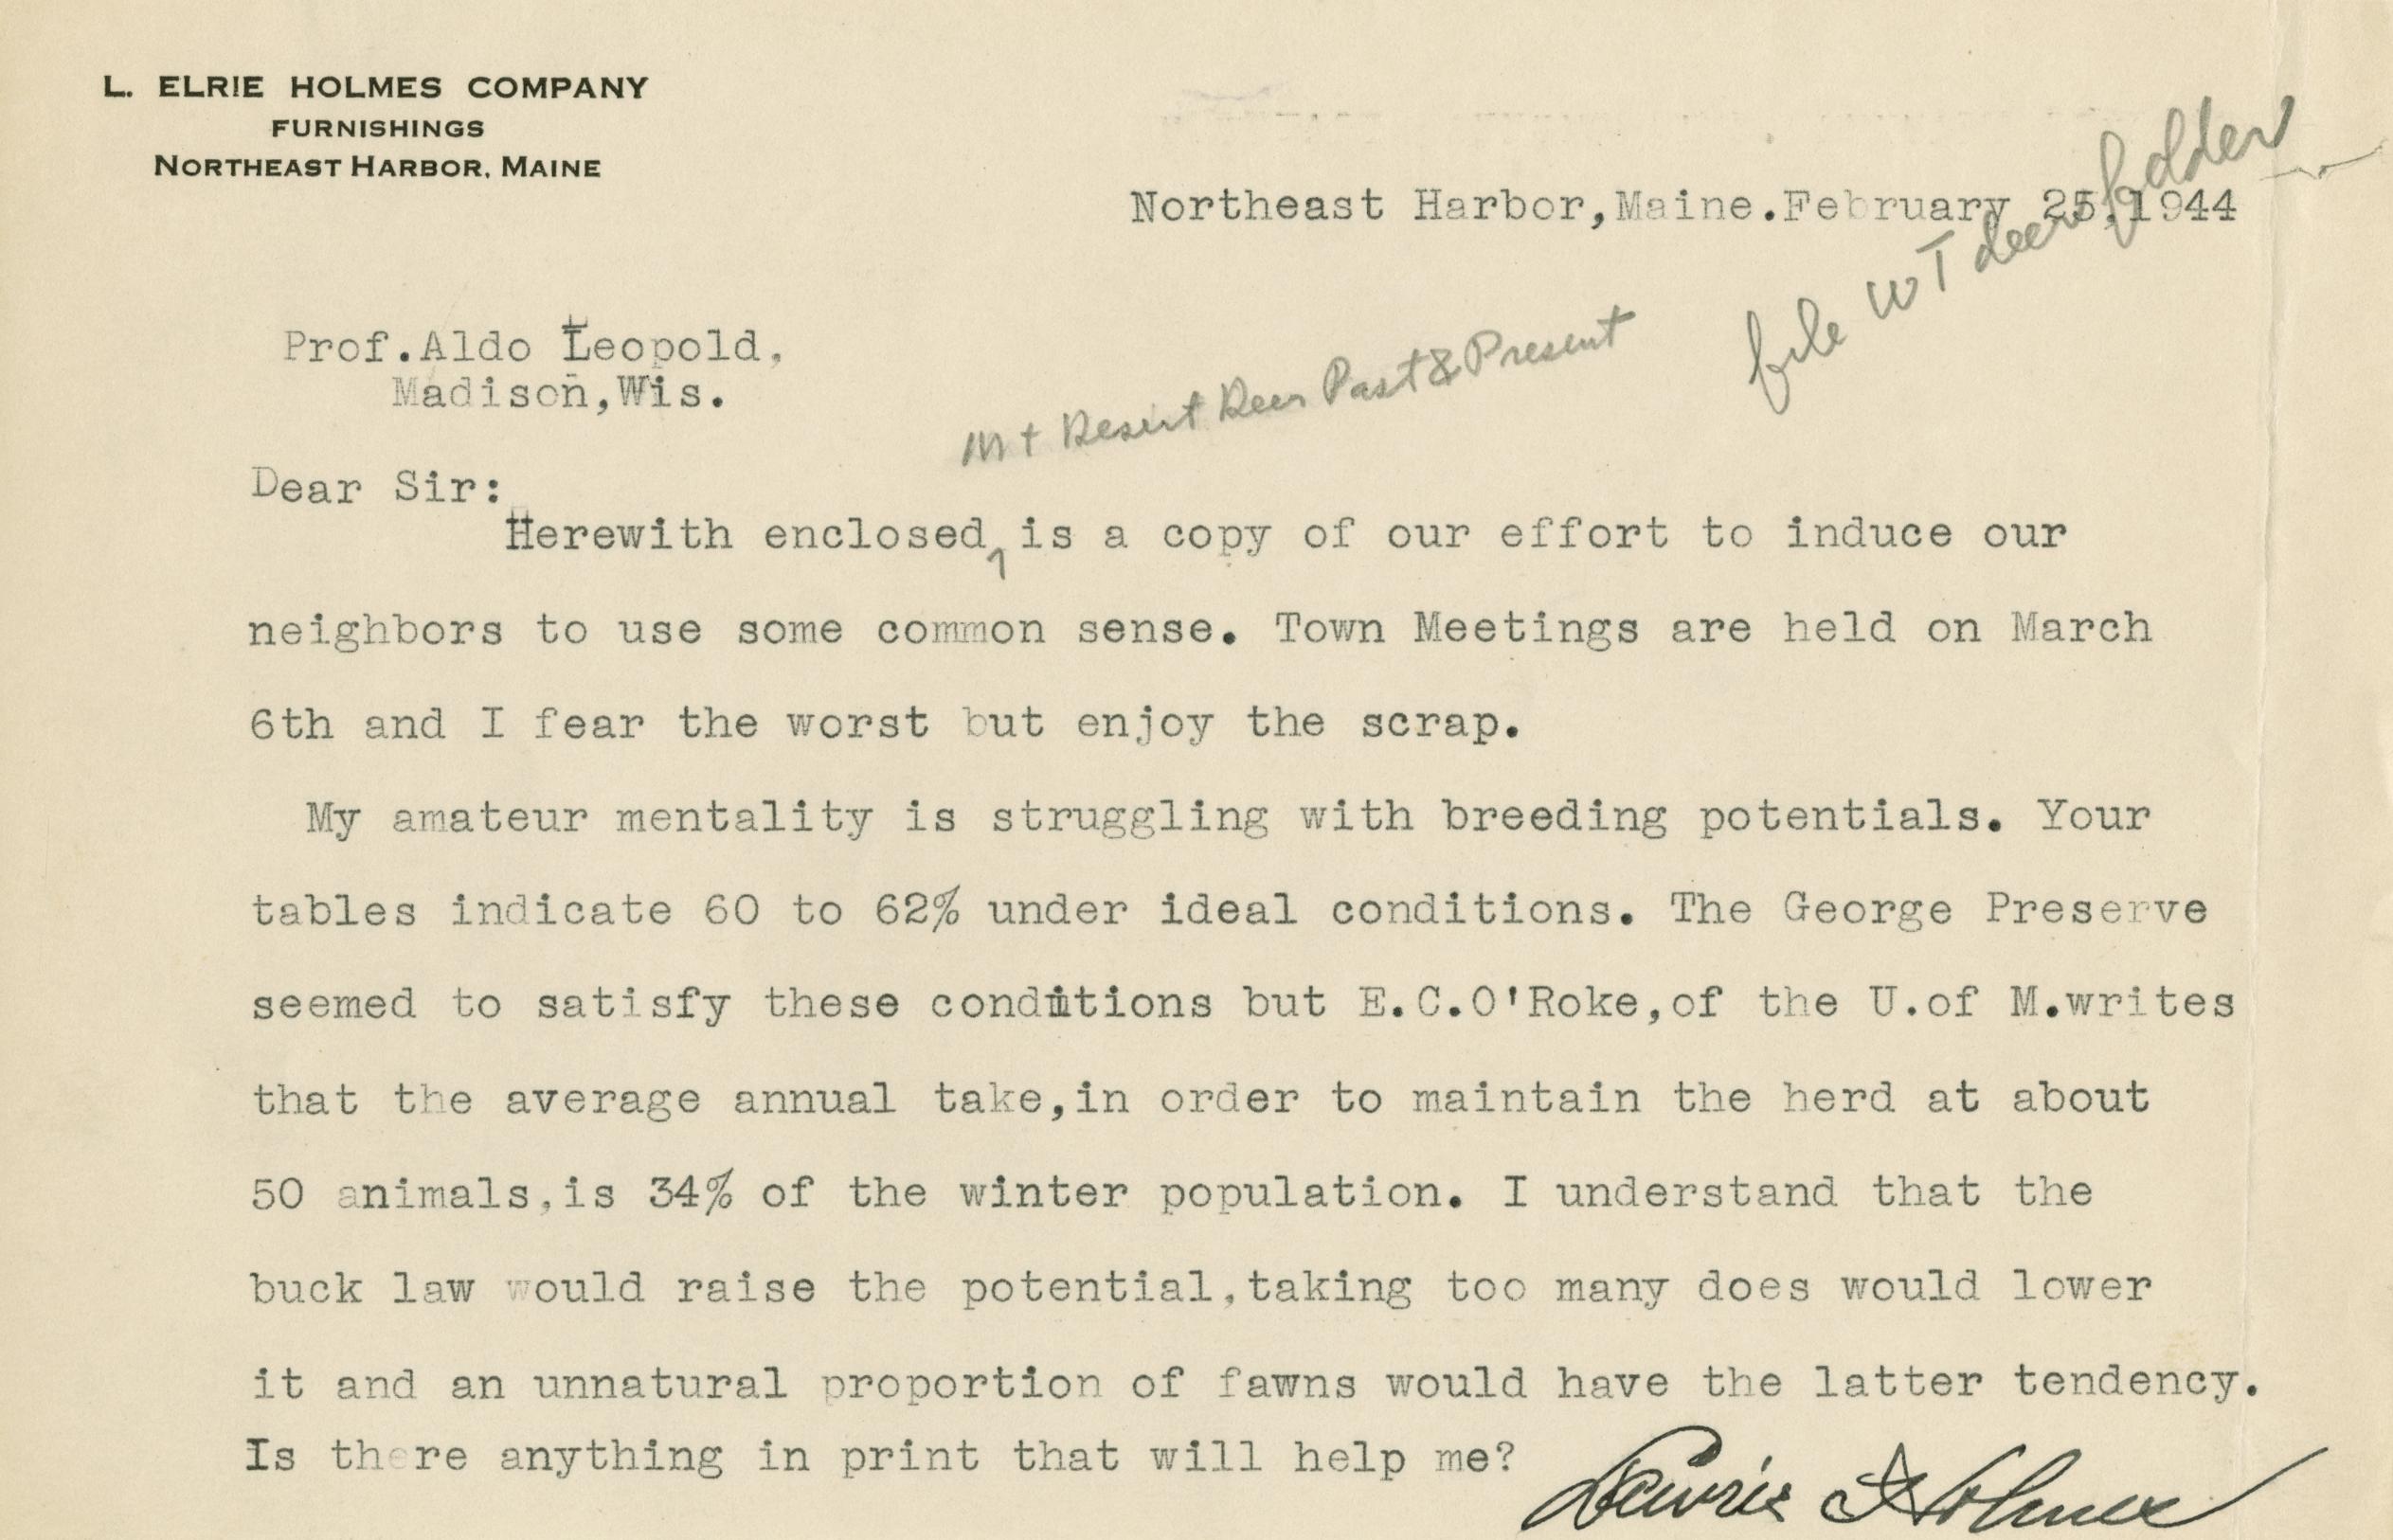 L. ELRIE HOLMES COMPANY
FURNISHINGS
NORTHEAST HARBOR, MAINE
Northeast Harbor,Maine.February 25,1944
file WT deer folder
Prof.Aldo Leopold,
Madison,Wis.
Mt Desert Deer Past & Present
Dear Sir:
Herewith enclosed, is a copy of our effort to induce our
neighbors to use some common sense. Town Meetings are held on March
6th and I fear the worst but enjoy the scrap.
My amateur mentality is struggling with breeding potentials. Your
tables indicate 60 to 62% under ideal conditions. The George Preserve
seemed to satisfy these conditions but E.C.O'Roke,of the U.of M.writes
that the average annual take,in order to maintain the herd at about
50 animals,is 34% of the winter population. I understand that the
buck law would raise the potential,taking too many does would lower
it and an unnatural proportion of fawns would have the latter tendency.
Is there anything in print that will help me?
Holmes